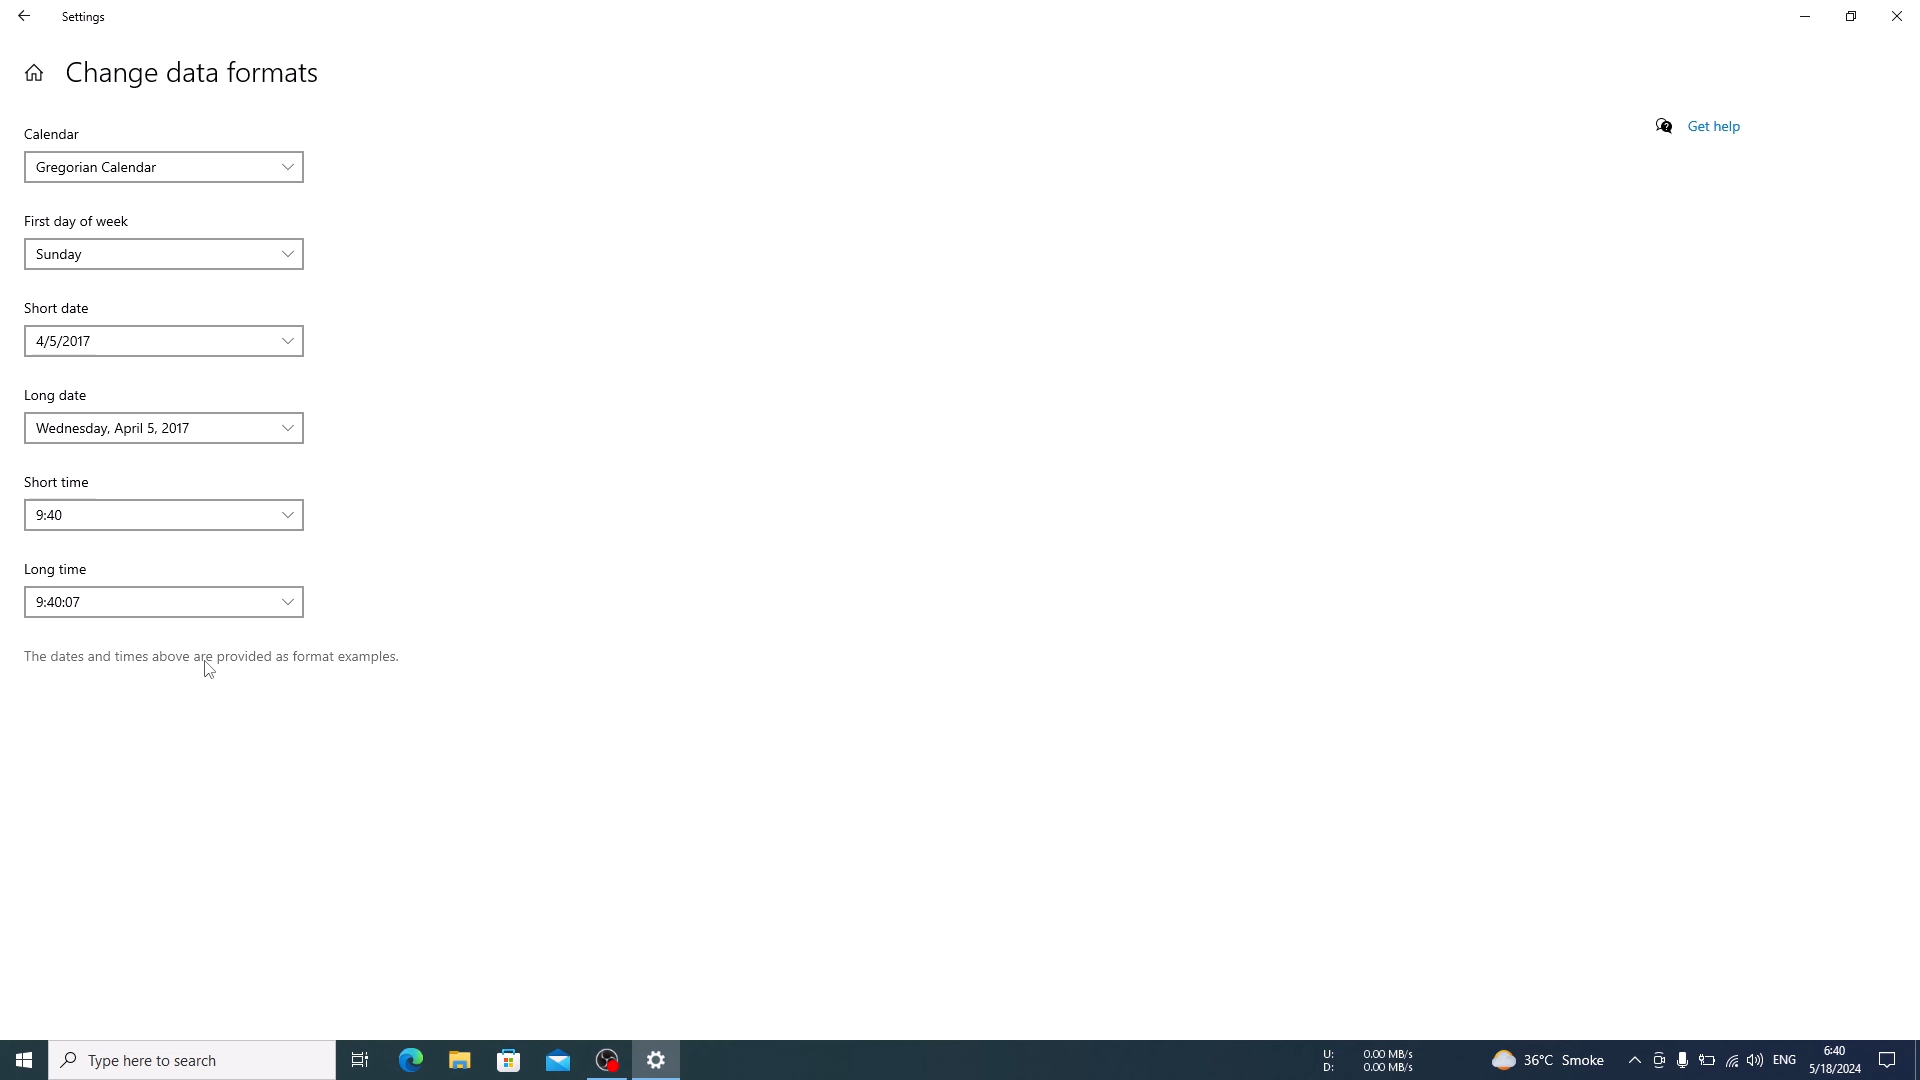 Settings
Change data formats
Get help
Calendar
Gregorian Calendar
First day of week
Sunday
Short date
4/5/2017
Long date
Wednesday, April 5, 2017
Short time
9:40
Long time
9:40:07
The dates and times above are provided as format examples.
Type here to search
U: 0.00 MB/s
D: 0.00 MB/s
36°C Smoke
ENG
6:40
5/18/2024